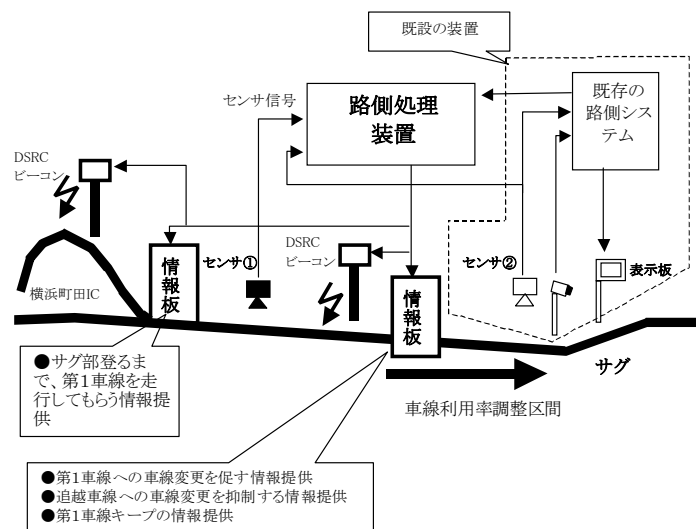 既設の装置
センサ信号
路側処理
装置
既存の
路側シス
テム
DSRC
ビーコン
情報板
センサ①
DSRC
ビーコン
情報板
センサ②
表示板
横浜町田IC
サグ
●サグ部登るま
で、第1車線を走
行してもらう情報提
供
車線利用率調整区間
●第1車線への車線変更を促す情報提供
●追越車線への車線変更を抑制する情報提供
●第1車線キープの情報提供